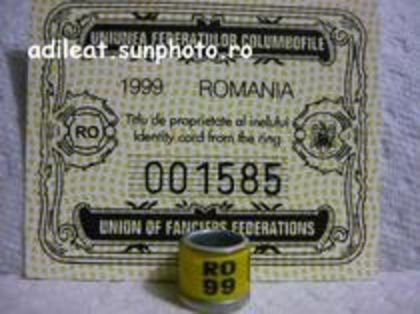 UNIUNEA FEDERAȚIILOR COLUMBOFILE
adileat.sunphoto.ro
1999 ROMANIA
Titlu de proprietate al inelului
Identity card from the ring
RO
001585
UNION OF FANCIERS FEDERATIONS
RO
99